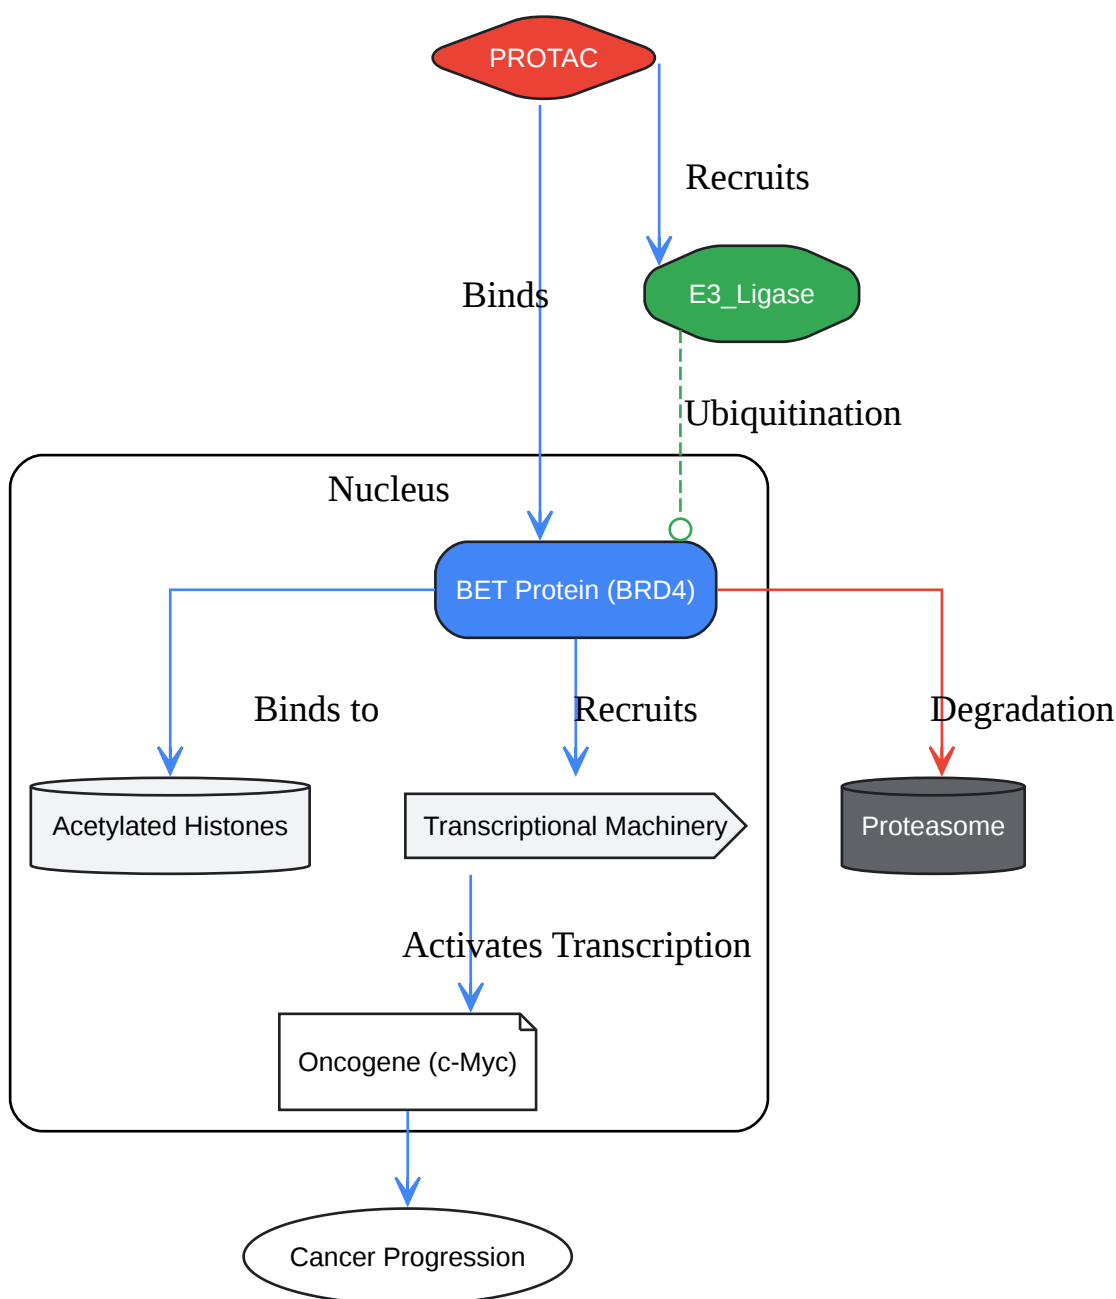 PROTAC
Recruits
Binds
E3_Ligase
Ubiquitination
Nucleus
BET Protein (BRD4)
Binds to
Recruits
Degradation
Acetylated Histones
Transcriptional Machinery
Proteasome
Activates Transcription
Oncogene (c-Myc)
Cancer Progression